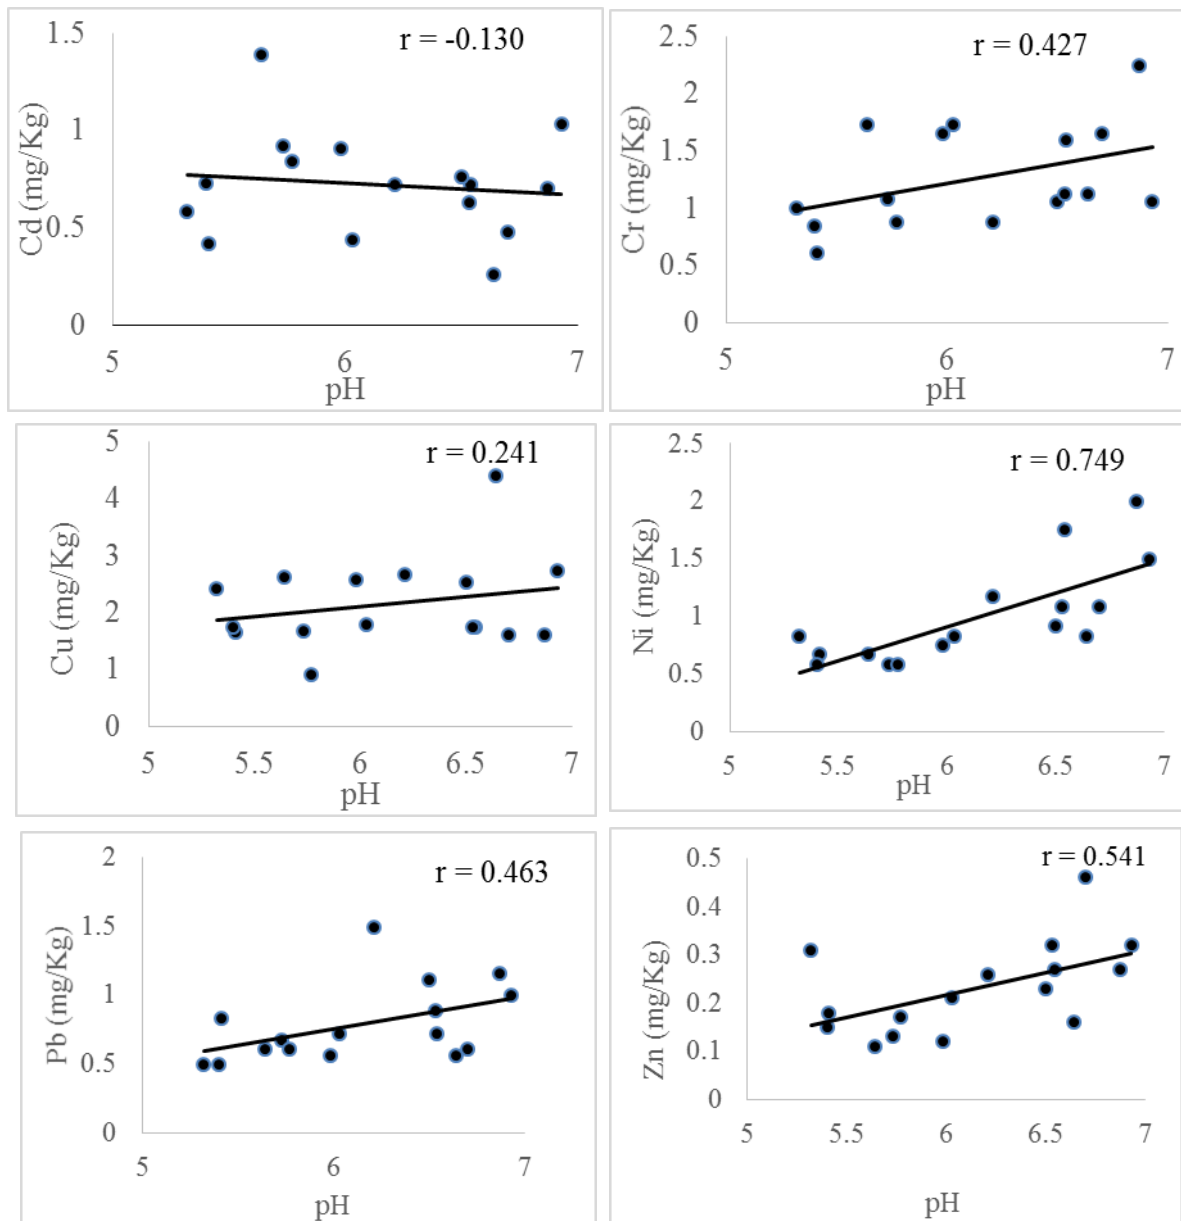 r = -0.130
Cd (mg/Kg)
1.5
1
0.5
0
5 6 7
pH
r = 0.427
Cr (mg/Kg)
2.5
2
1.5
1
0.5
0
5 6 7
pH
r = 0.241
Cu (mg/Kg)
5
4
3
2
1
0
5 5.5 6 6.5 7
pH
r = 0.749
Ni (mg/Kg)
2.5
2
1.5
1
0.5
0
5 5.5 6 6.5 7
pH
r = 0.463
Pb (mg/Kg)
2
1.5
1
0.5
0
5 6 7
pH
r = 0.541
Zn (mg/Kg)
0.5
0.4
0.3
0.2
0.1
0
5 5.5 6 6.5 7
pH